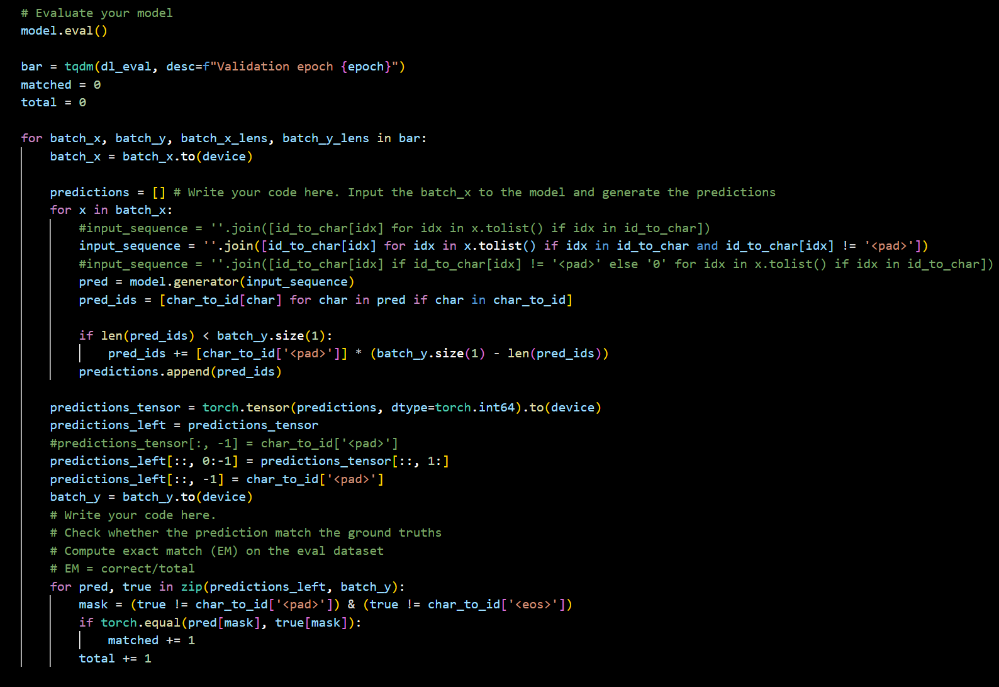 # Evaluate your model
model.eval()
bar = tqdm(dl_eval, desc=f"Validation epoch {epoch}")
matched = 0
total = 0
for batch_x, batch_y, batch_x_lens, batch_y_lens in bar:
    batch_x = batch_x.to(device)
    predictions = [] # Write your code here. Input the batch_x to the model and generate the predictions
    for x in batch_x:
        #input_sequence = ''.join([id_to_char[idx] for idx in x.tolist() if idx in id_to_char])
        input_sequence = ''.join([id_to_char[idx] for idx in x.tolist() if idx in id_to_char and id_to_char[idx] != '<pad>'])
        #input_sequence = ''.join([id_to_char[idx] if id_to_char[idx] != '<pad>' else '0' for idx in x.tolist() if idx in id_to_char])
        pred = model.generator(input_sequence)
        pred_ids = [char_to_id[char] for char in pred if char in char_to_id]
        if len(pred_ids) < batch_y.size(1):
            pred_ids += [char_to_id['<pad>']] * (batch_y.size(1) - len(pred_ids))
        predictions.append(pred_ids)
    predictions_tensor = torch.tensor(predictions, dtype=torch.int64).to(device)
    predictions_left = predictions_tensor
    #predictions_tensor[:, -1] = char_to_id['<pad>']
    predictions_left[::, 0:-1] = predictions_tensor[::, 1:]
    predictions_left[::, -1] = char_to_id['<pad>']
    batch_y = batch_y.to(device)
    # Write your code here.
    # Check whether the prediction match the ground truths
    # Compute exact match (EM) on the eval dataset
    # EM = correct/total
    for pred, true in zip(predictions_left, batch_y):
        mask = (true != char_to_id['<pad>']) & (true != char_to_id['<eos>'])
        if torch.equal(pred[mask], true[mask]):
            matched += 1
        total += 1